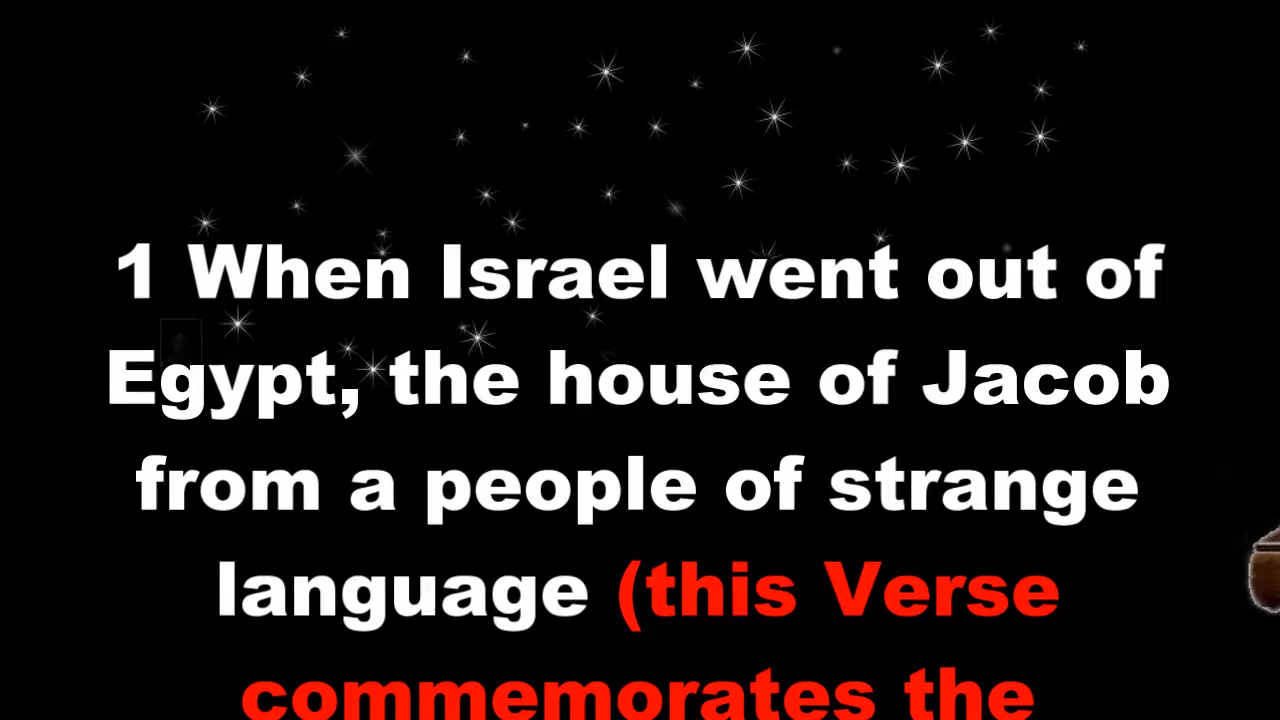 1 When Israel went out of
Egypt, the house of Jacob
from a people of strange
language (this Verse
commemorates the